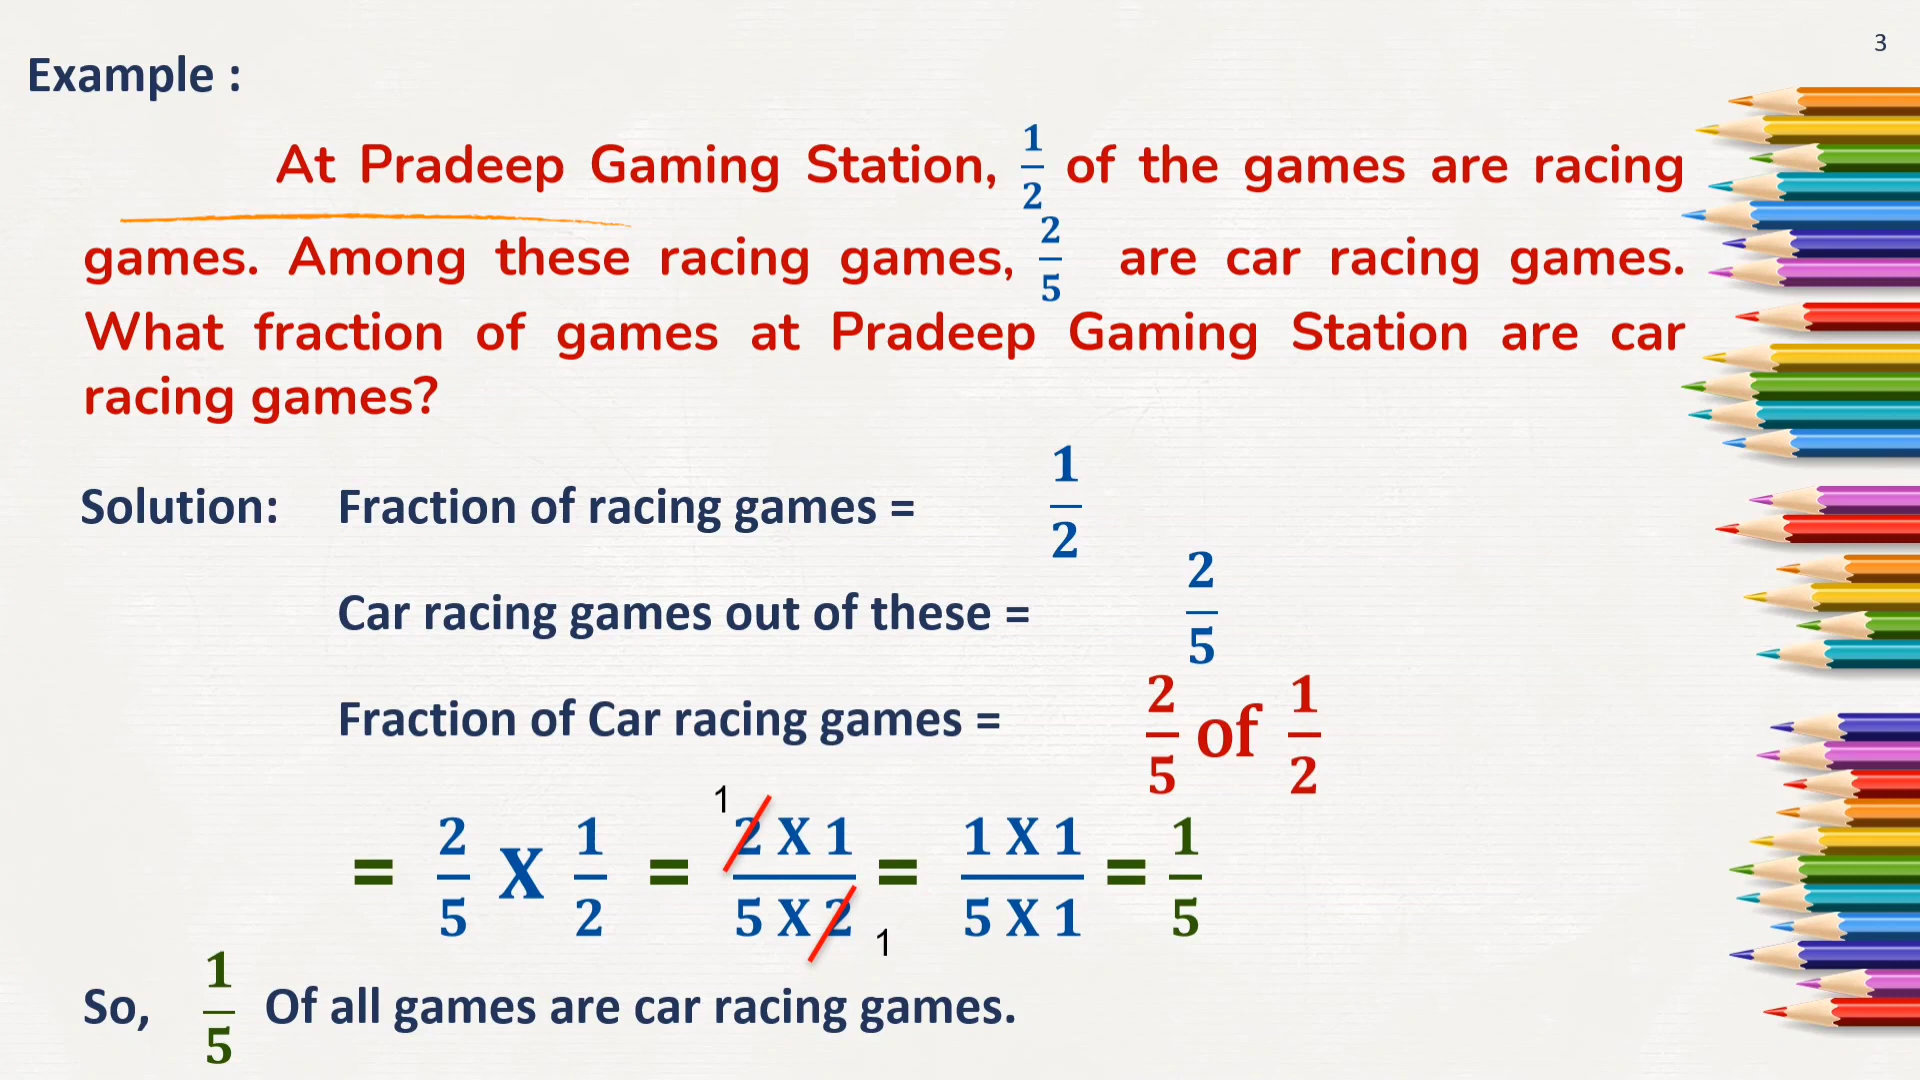 3
Example :
At Pradeep Gaming Station, 1/2 of the games are racing
games. Among these racing games, 2/5 are car racing games.
What fraction of games at Pradeep Gaming Station are car
racing games?
Solution: Fraction of racing games = 1/2
Car racing games out of these = 2/5
Fraction of Car racing games = 2/5 of 1/2
1
= 2/5 X 1/2 = 2 X 1/5 X 2 = 1 X 1/5 X 1 = 1/5
1
So, 1/5 Of all games are car racing games.